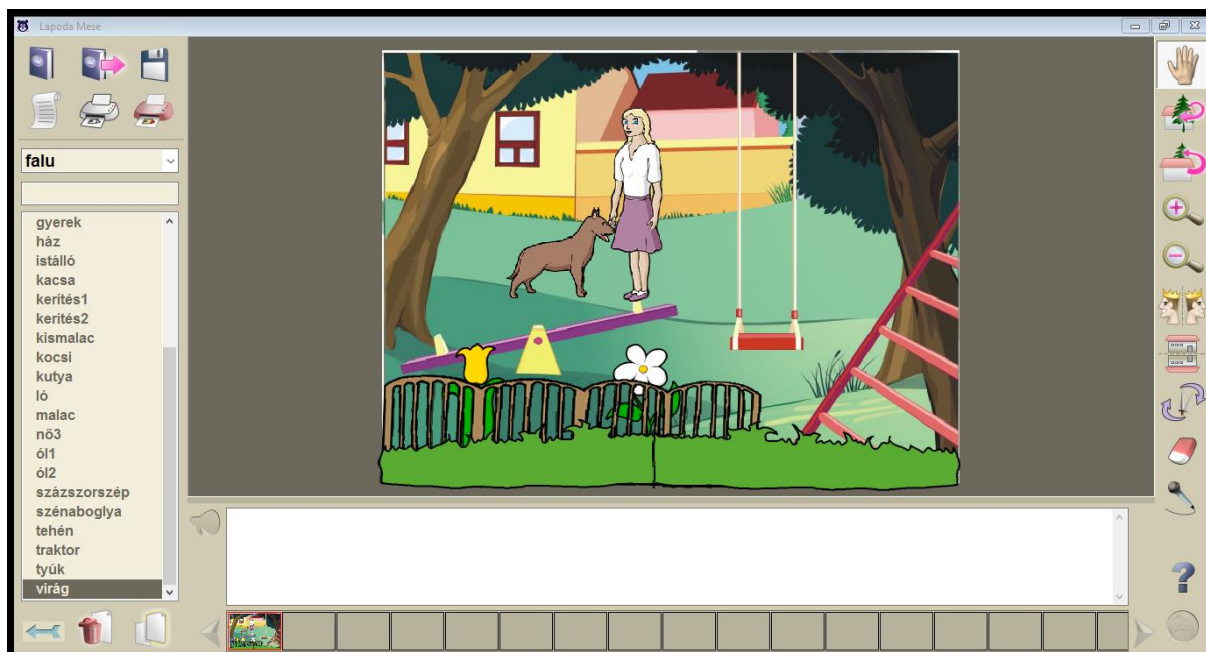 Lapoda Mese
falu
gyerek
ház
istálló
kacsa
kerítés1
kerítés2
kismalac
kocsi
kutya
ló
malac
nő3
ól1
ól2
százszorszép
szénaboglya
tehén
traktor
tyúk
virág